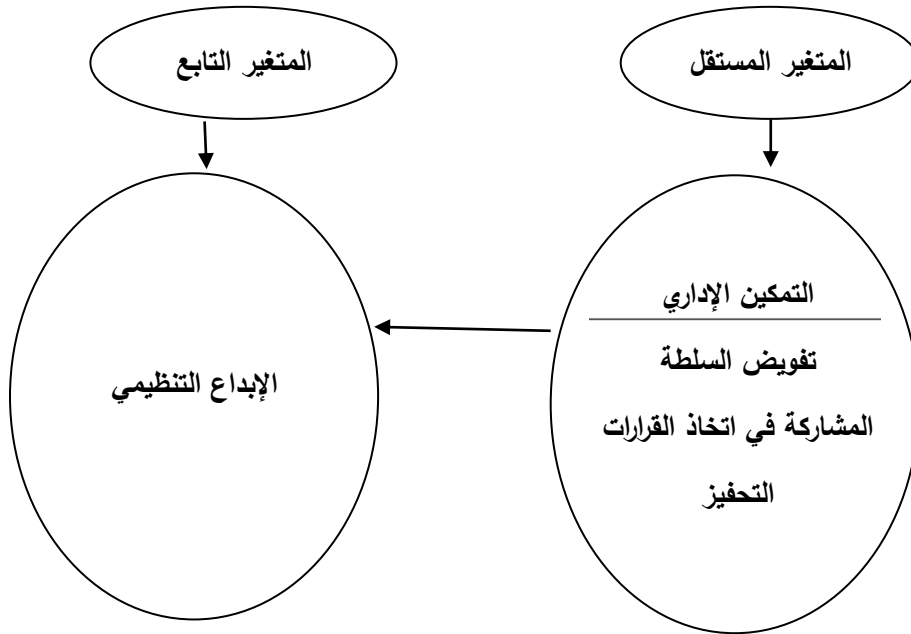 المتغير المستقل
المتغير التابع
التمكين الإداري
تفويض السلطة
المشاركة في اتخاذ القرارات
التحفيز
الإبداع التنظيمي